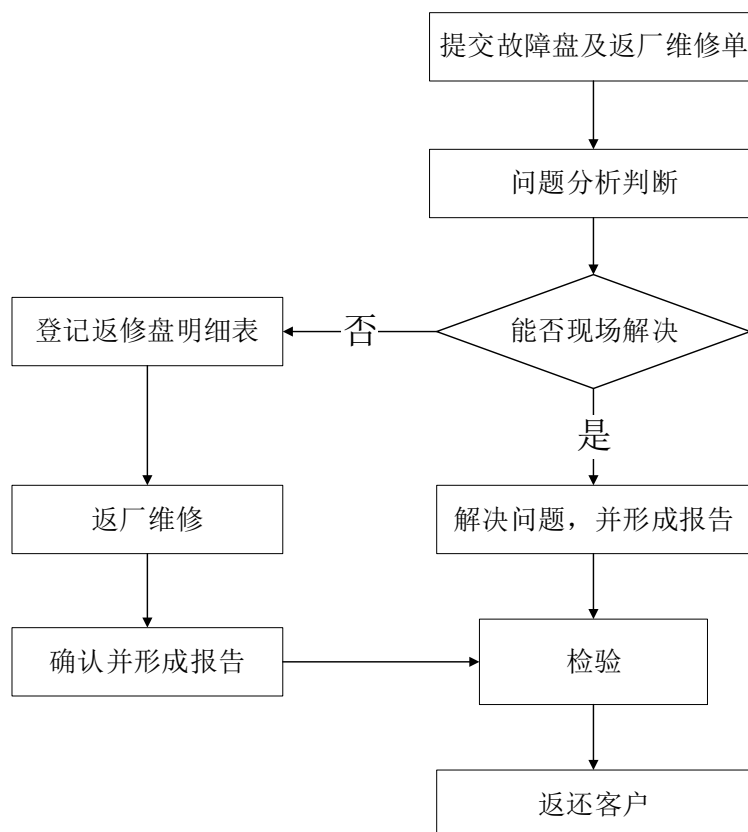 提交故障盘及返厂维修单
问题分析判断
能否现场解决
否
登记返修盘明细表
是
返厂维修
解决问题，并形成报告
确认并形成报告
检验
返还客户